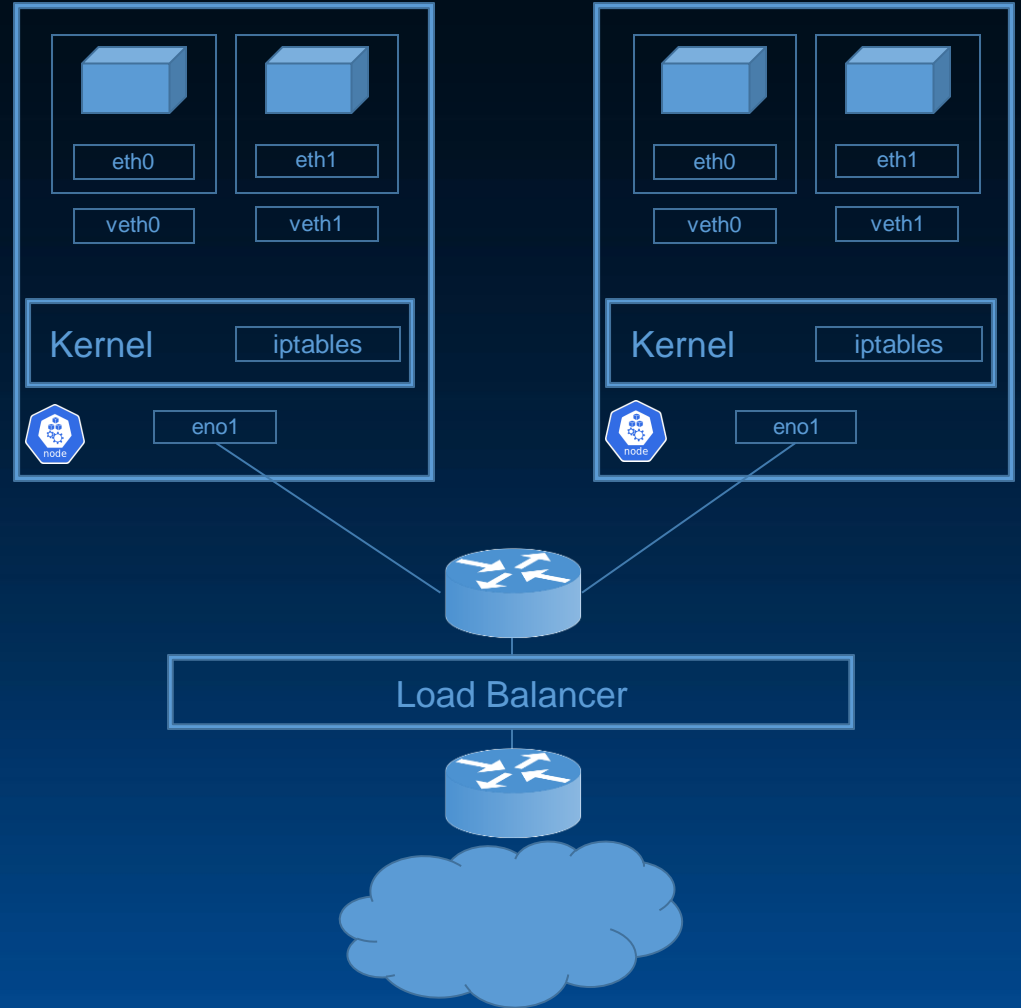 eth0
eth1
veth0
veth1
Kernel
iptables
node
eno1
eth0
eth1
veth0
veth1
Kernel
iptables
node
eno1
Load Balancer